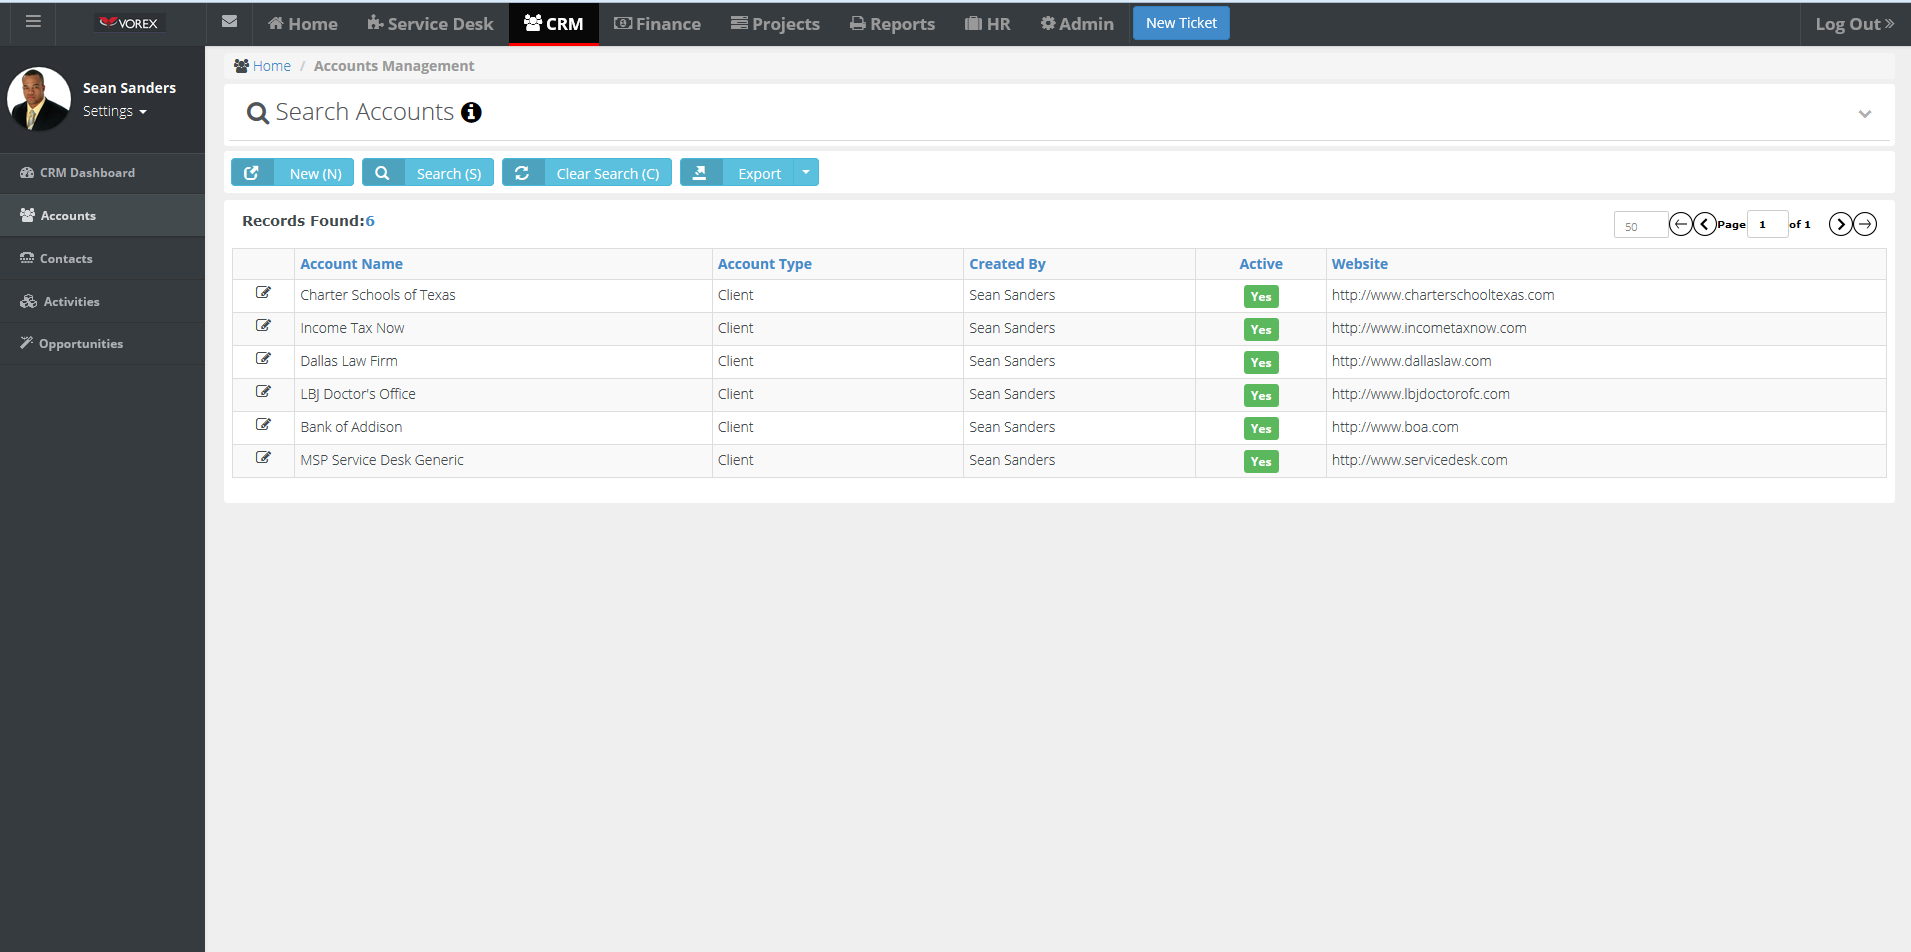 VOREX
Home Service Desk CRM Finance Projects Reports HR Admin New Ticket Log Out »
Sean Sanders
Settings
CRM Dashboard
Accounts
Contacts
Activities
Opportunities
Home / Accounts Management
Search Accounts
New (N) Search (S) Clear Search (C) Export
Records Found:6
50 Page 1 of 1
Account Name Account Type Created By Active Website
Charter Schools of Texas Client Sean Sanders Yes http://www.charterschooltexas.com
Income Tax Now Client Sean Sanders Yes http://www.incometaxnow.com
Dallas Law Firm Client Sean Sanders Yes http://www.dallaslaw.com
LBJ Doctor's Office Client Sean Sanders Yes http://www.lbjdoctorofc.com
Bank of Addison Client Sean Sanders Yes http://www.boa.com
MSP Service Desk Generic Client Sean Sanders Yes http://www.servicedesk.com